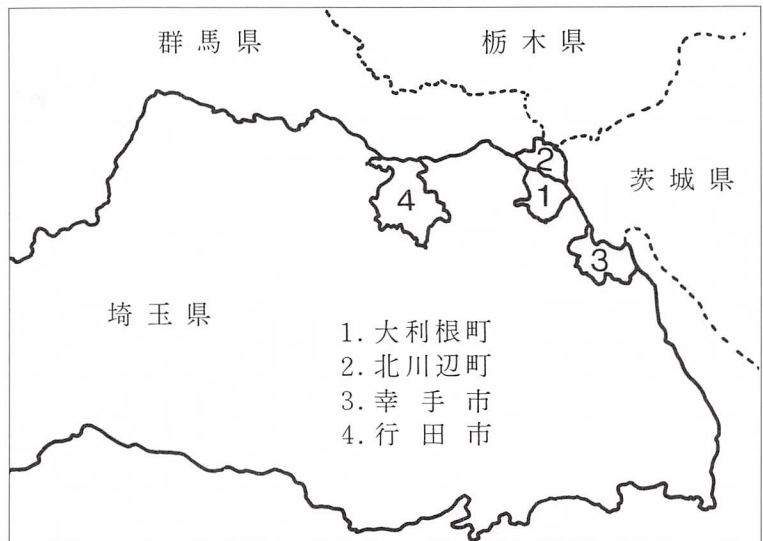 群馬県
栃木県
茨城県
2
1
4
3
埼玉県
1. 大利根町
2. 北川辺町
3. 幸手市
4. 行田市